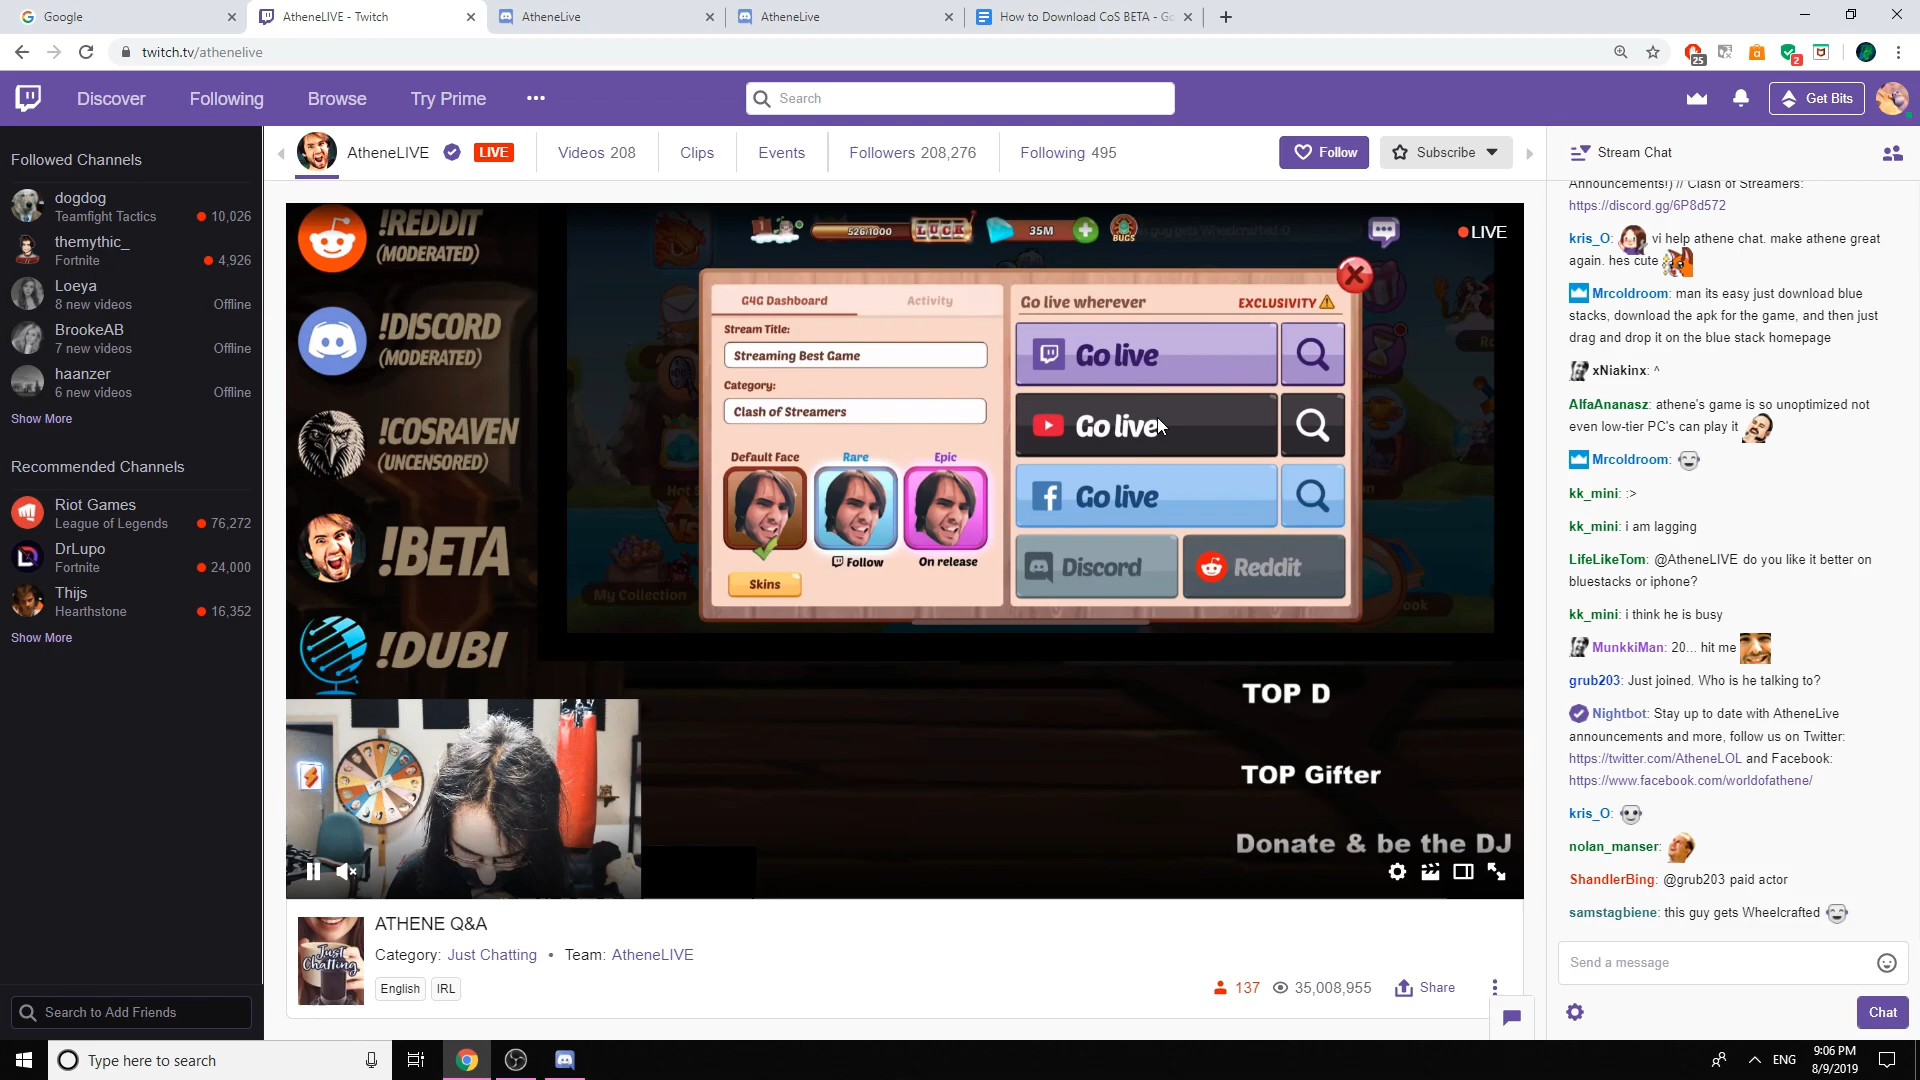 Google
AtheneLIVE - Twitch
AtheneLive
AtheneLive
How to Download CoS BETA - Go
twitch.tv/athenelive
25
2
Discover
Following
Browse
Try Prime
Search
Get Bits
Followed Channels
dogdog
Teamfight Tactics
10,026
themythic_
Fortnite
4,926
Loeya
8 new videos
Offline
BrookeAB
7 new videos
Offline
haanzer
6 new videos
Offline
Show More
Recommended Channels
Riot Games
League of Legends
76,272
DrLupo
Fortnite
24,000
Thijs
Hearthstone
16,352
Show More
Search to Add Friends
AtheneLIVE
LIVE
Videos 208
Clips
Events
Followers 208,276
Following 495
Follow
Subscribe
!REDDIT
(MODERATED)
!DISCORD
(MODERATED)
!COSRAVEN
(UNCENSORED)
!BETA
!DUBI
526/1000
LUCK
35M
BUGS
guy gets Wheelcrafted :0
LIVE
G4G Dashboard
Activity
Stream Title:
Streaming Best Game
Category:
Clash of Streamers
Default Face
Rare
Epic
Follow
On release
Skins
Go live wherever
EXCLUSIVITY
Go live
Go live
Go live
Discord
Reddit
My Collection
TOP D
TOP Gifter
Donate & be the DJ
Just Chatting
ATHENE Q&A
Category: Just Chatting • Team: AtheneLIVE
English
IRL
137
35,008,955
Share
Stream Chat
Announcements!) // Clash of Streamers:
https://discord.gg/6P8d572
kris_O: vi help athene chat. make athene great
again. hes cute
Mrcoldroom: man its easy just download blue
stacks, download the apk for the game, and then just
drag and drop it on the blue stack homepage
xNiakinx: ^
AlfaAnanasz: athene's game is so unoptimized not
even low-tier PC's can play it
Mrcoldroom:
kk_mini: :>
kk_mini: i am lagging
LifeLikeTom: @AtheneLIVE do you like it better on
bluestacks or iphone?
kk_mini: i think he is busy
MunkkiMan: 20... hit me
grub203: Just joined. Who is he talking to?
Nightbot: Stay up to date with AtheneLive
announcements and more, follow us on Twitter:
https://twitter.com/AtheneLOL and Facebook:
https://www.facebook.com/worldofathene/
kris_O:
nolan_manser:
ShandlerBing: @grub203 paid actor
samstagbiene: this guy gets Wheelcrafted
Send a message
Chat
Type here to search
ENG
9:06 PM
8/9/2019